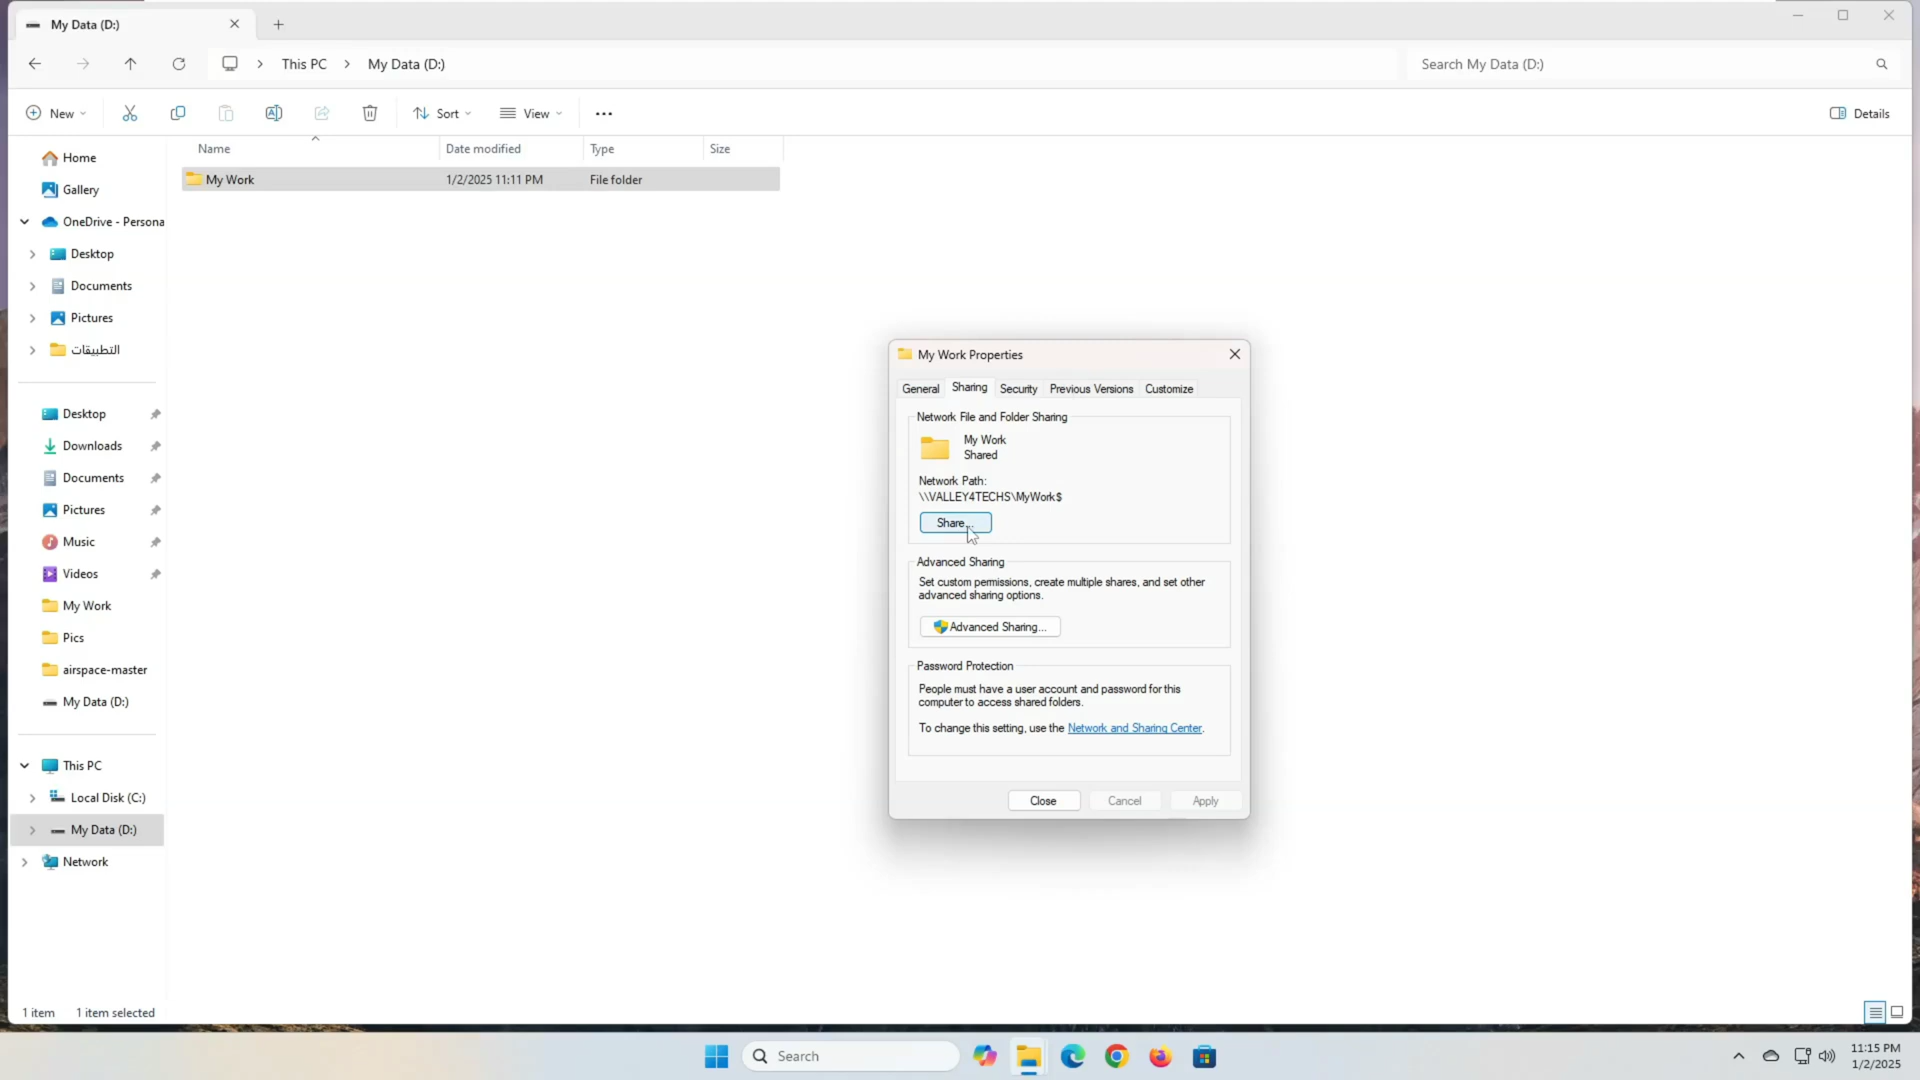 My Data (D:)
This PC
My Data (D:)
Search My Data (D:)
New
Sort
View
Details
Name
Date modified
Type
Size
My Work
1/2/2025 11:11 PM
File folder
Home
Gallery
OneDrive - Persona
Desktop
Documents
Pictures
التطبيقات
Desktop
Downloads
Documents
Pictures
Music
Videos
My Work
Pics
airspace-master
My Data (D:)
This PC
Local Disk (C:)
My Data (D:)
Network
My Work Properties
General
Sharing
Security
Previous Versions
Customize
Network File and Folder Sharing
My Work
Shared
Network Path:
\\VALLEY4TECHS\MyWork$
Share...
Advanced Sharing
Set custom permissions, create multiple shares, and set other
advanced sharing options.
Advanced Sharing...
Password Protection
People must have a user account and password for this
computer to access shared folders.
To change this setting, use the Network and Sharing Center.
Close
Cancel
Apply
1 item
1 item selected
Search
11:15 PM
1/2/2025